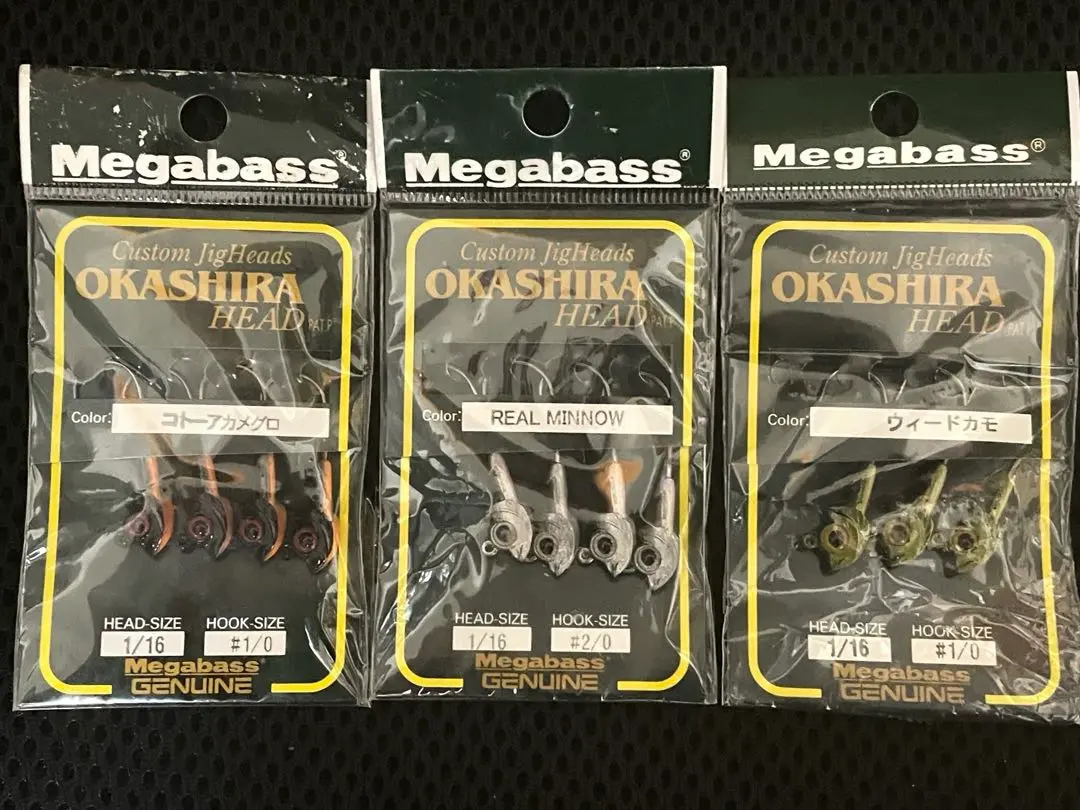 Megabass®
Custom JigHeads
OKASHIRA
HEAD PAT.P
Color: コトーアカメグロ
HEAD-SIZE HOOK-SIZE
1/16 #1/0
Megabass®
GENUINE
Megabass®
Custom JigHeads
OKASHIRA
HEAD PAT.P
Color: REAL MINNOW
HEAD-SIZE HOOK-SIZE
1/16 #2/0
Megabass®
GENUINE
Megabass®
Custom JigHeads
OKASHIRA
HEAD PAT.P
Color: ウィードカモ
HEAD-SIZE HOOK-SIZE
1/16 #1/0
Megabass
GENUINE